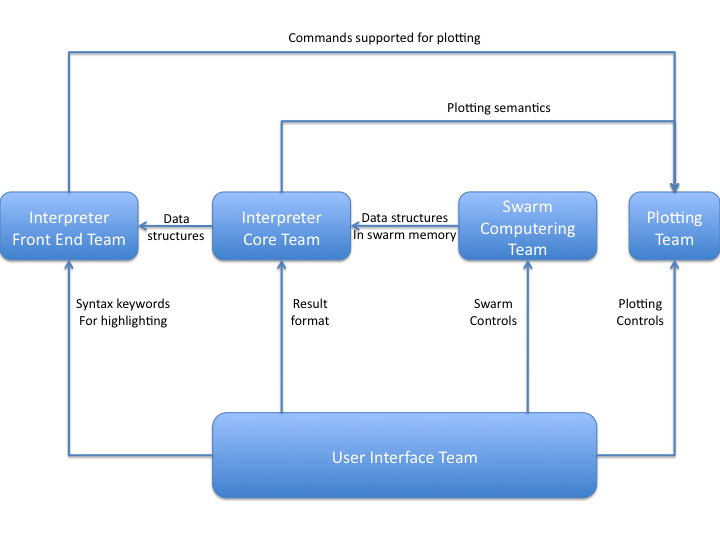 Commands supported for plotting
Plotting semantics
Interpreter
Front End Team
Data
structures
Interpreter
Core Team
Data structures
In swarm memory
Swarm
Computering
Team
Plotting
Team
Syntax keywords
For highlighting
Result
format
Swarm
Controls
Plotting
Controls
User Interface Team